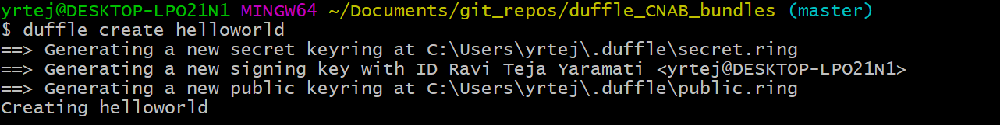 yrtej@DESKTOP-LPO21N1 MINGW64 ~/Documents/git_repos/duffle_CNAB_bundles (master)
$ duffle create helloworld
==> Generating a new secret keyring at C:\Users\yrtej\.duffle\secret.ring
==> Generating a new signing key with ID Ravi Teja Yaramati <yrtej@DESKTOP-LPO21N1>
==> Generating a new public keyring at C:\Users\yrtej\.duffle\public.ring
Creating helloworld